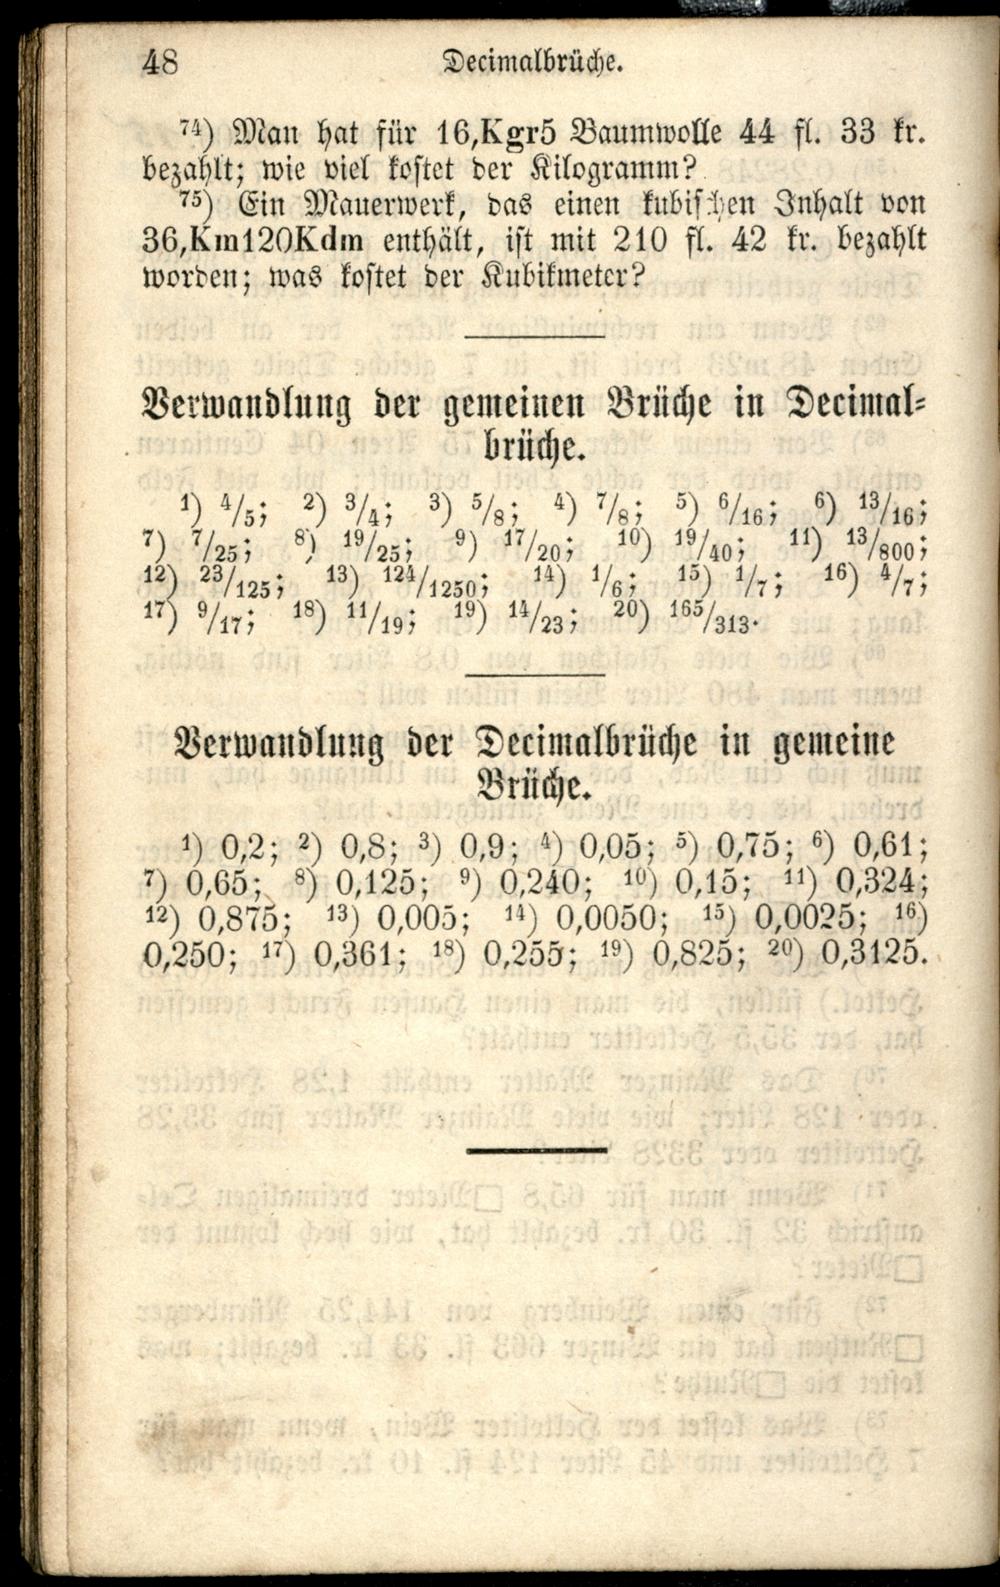 48 Decimalbrüche.
74) Man hat für 16,Kgr5 Baumwolle 44 fl. 33 kr.
bezahlt; wie viel kostet der Kilogramm?
75) Ein Mauerwerk, das einen kubischen Inhalt von
36,Km120Kdm enthält, ist mit 210 fl. 42 kr. bezahlt
worden; was kostet der Kubikmeter?
Verwandlung der gemeinen Brüche in Decimal-
brüche.
1) 4/5; 2) 3/4; 3) 5/8; 4) 7/8; 5) 6/16; 6) 13/16;
7) 7/25; 8) 19/25; 9) 17/20; 10) 19/40; 11) 13/800;
12) 23/125; 13) 124/1250; 14) 1/6; 15) 1/7; 16) 4/7;
17) 9/17; 18) 11/19; 19) 14/23; 20) 165/313.
Verwandlung der Decimalbrüche in gemeine
Brüche.
1) 0,2; 2) 0,8; 3) 0,9; 4) 0,05; 5) 0,75; 6) 0,61;
7) 0,65; 8) 0,125; 9) 0,240; 10) 0,15; 11) 0,324;
12) 0,875; 13) 0,005; 14) 0,0050; 15) 0,0025; 16)
0,250; 17) 0,361; 18) 0,255; 19) 0,825; 20) 0,3125.